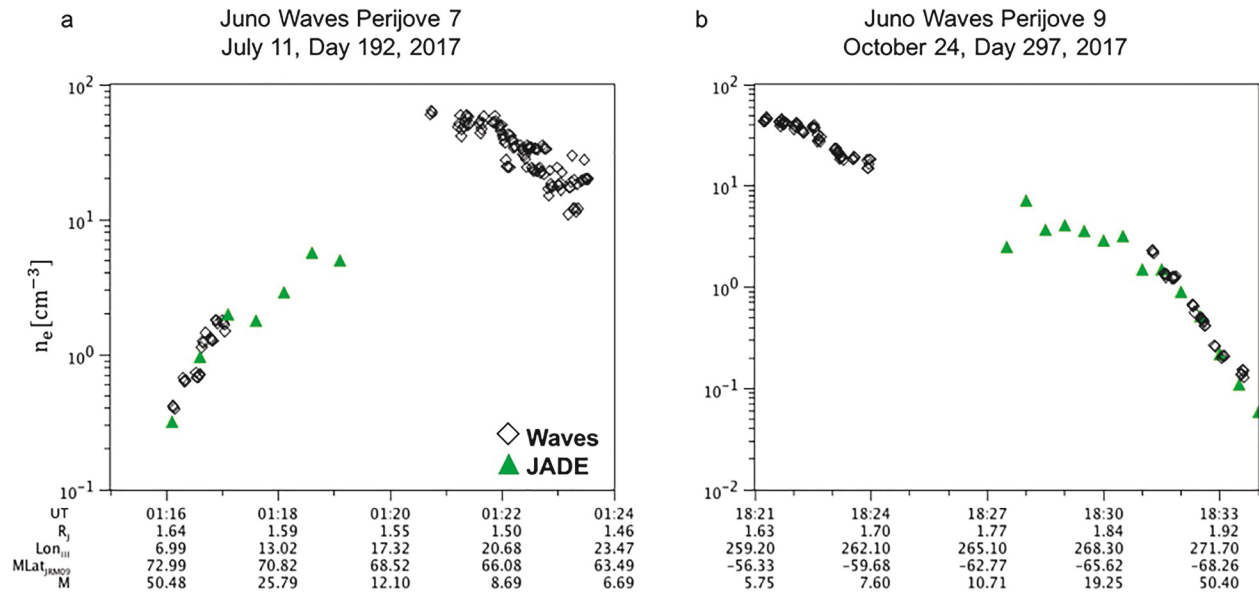 a
Juno Waves Perijove 7
July 11, Day 192, 2017
b
Juno Waves Perijove 9
October 24, Day 297, 2017
n_e [cm^-3]
10^2
10^1
10^0
10^-1
Waves
JADE
UT 01:16 01:18 01:20 01:22 01:24
R_J 1.64 1.59 1.55 1.50 1.46
Lon_III 6.99 13.02 17.32 20.68 23.47
MLat_JRM09 72.99 70.82 68.52 66.08 63.49
M 50.48 25.79 12.10 8.69 6.69
10^2
10^1
10^0
10^-1
10^-2
18:21 18:24 18:27 18:30 18:33
1.63 1.70 1.77 1.84 1.92
259.20 262.10 265.10 268.30 271.70
-56.33 -59.68 -62.77 -65.62 -68.26
5.75 7.60 10.71 19.25 50.40